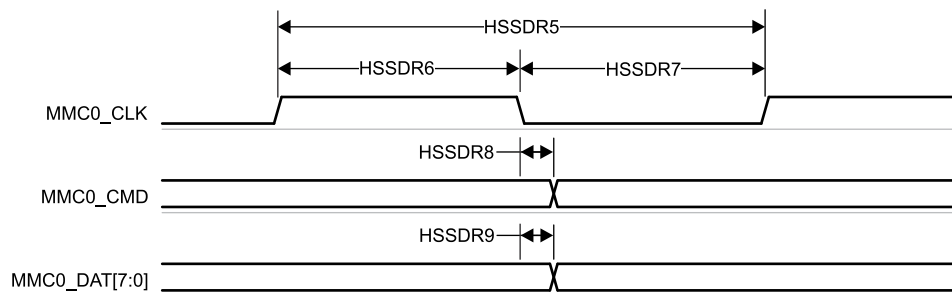 HSSDR5
HSSDR6 HSSDR7
MMC0_CLK
HSSDR8
MMC0_CMD
HSSDR9
MMC0_DAT[7:0]